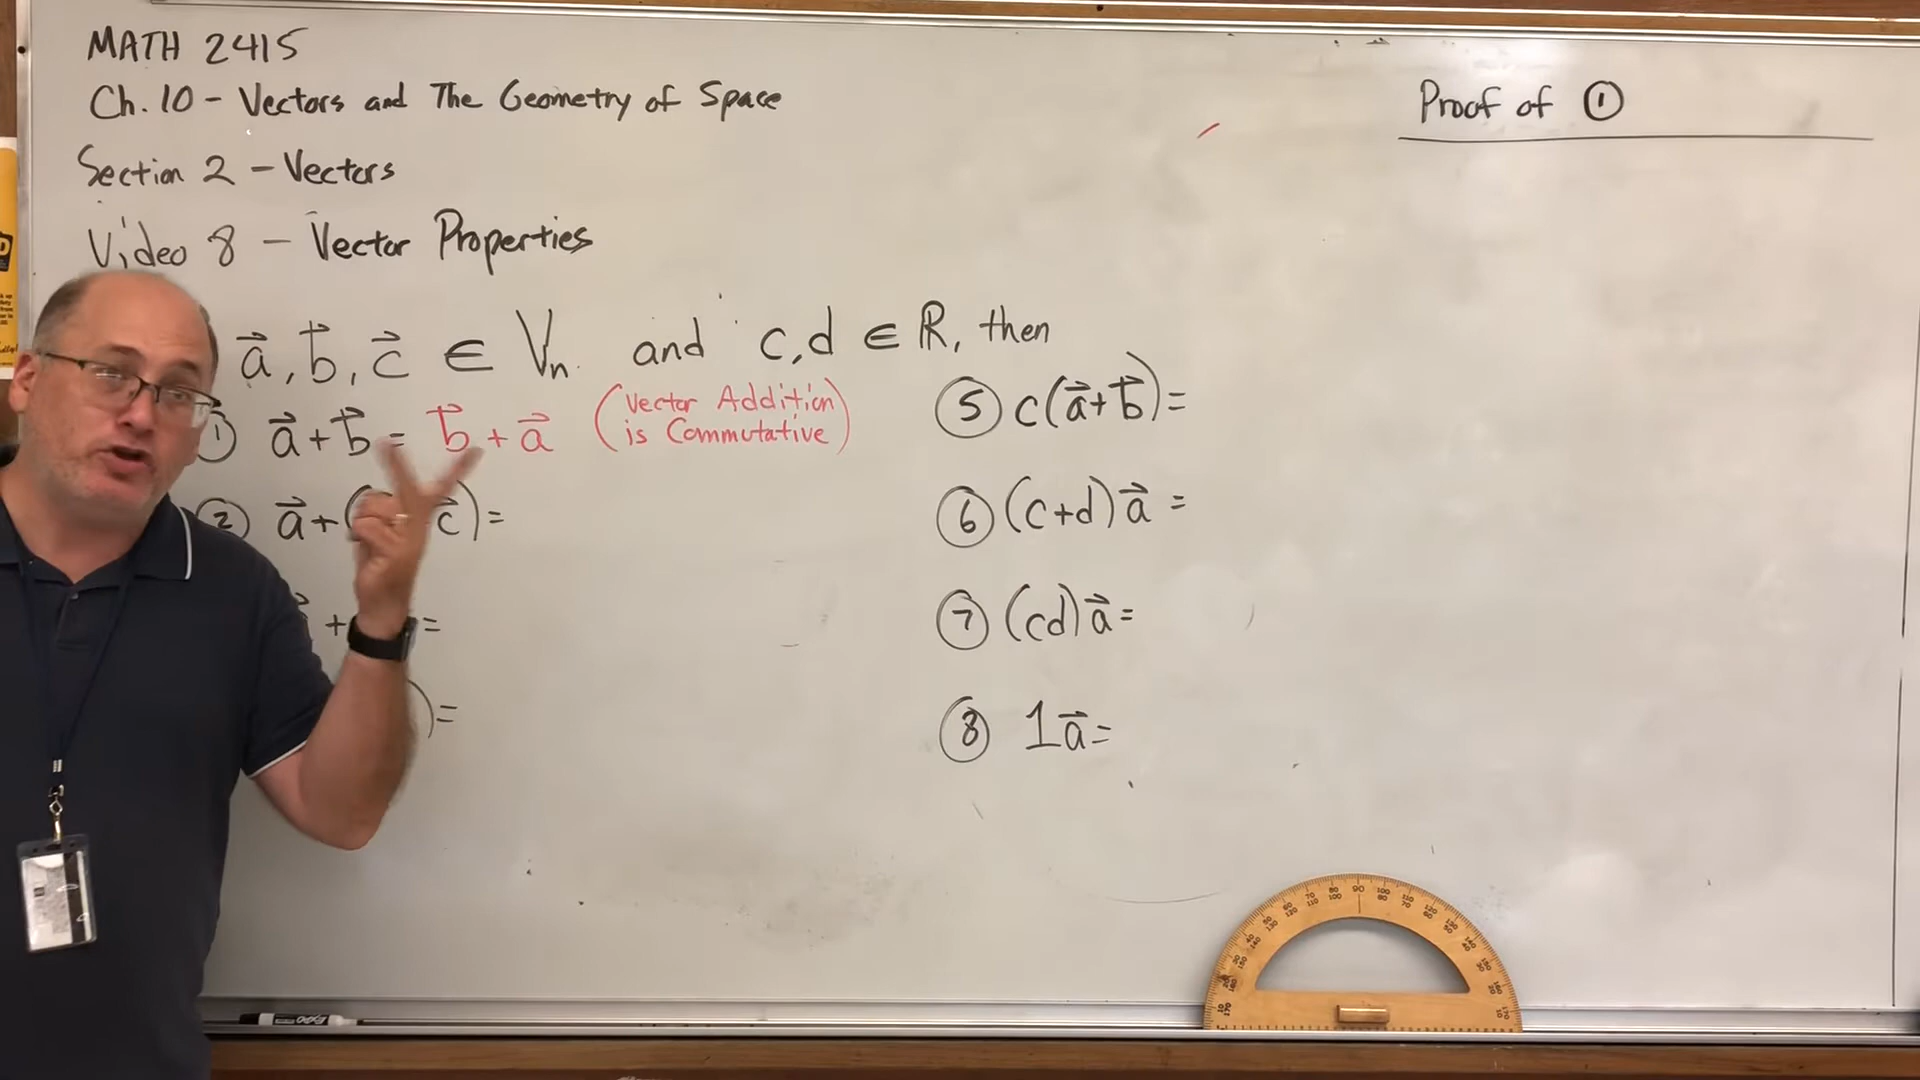 MATH 2415
Ch. 10 - Vectors and The Geometry of Space
Section 2 - Vectors
Video 8 - Vector Properties
a⃗, b⃗, c⃗ ∈ Vn and c,d ∈ ℝ, then
① a⃗+b⃗ = b⃗ + a⃗ (Vector Addition
is Commutative)
② a⃗+( c⃗)=
+ =
)=
⑤ c(a⃗+b⃗)=
⑥ (c+d)a⃗ =
⑦ (cd)a⃗=
⑧ 1a⃗=
Proof of ①
EXPO